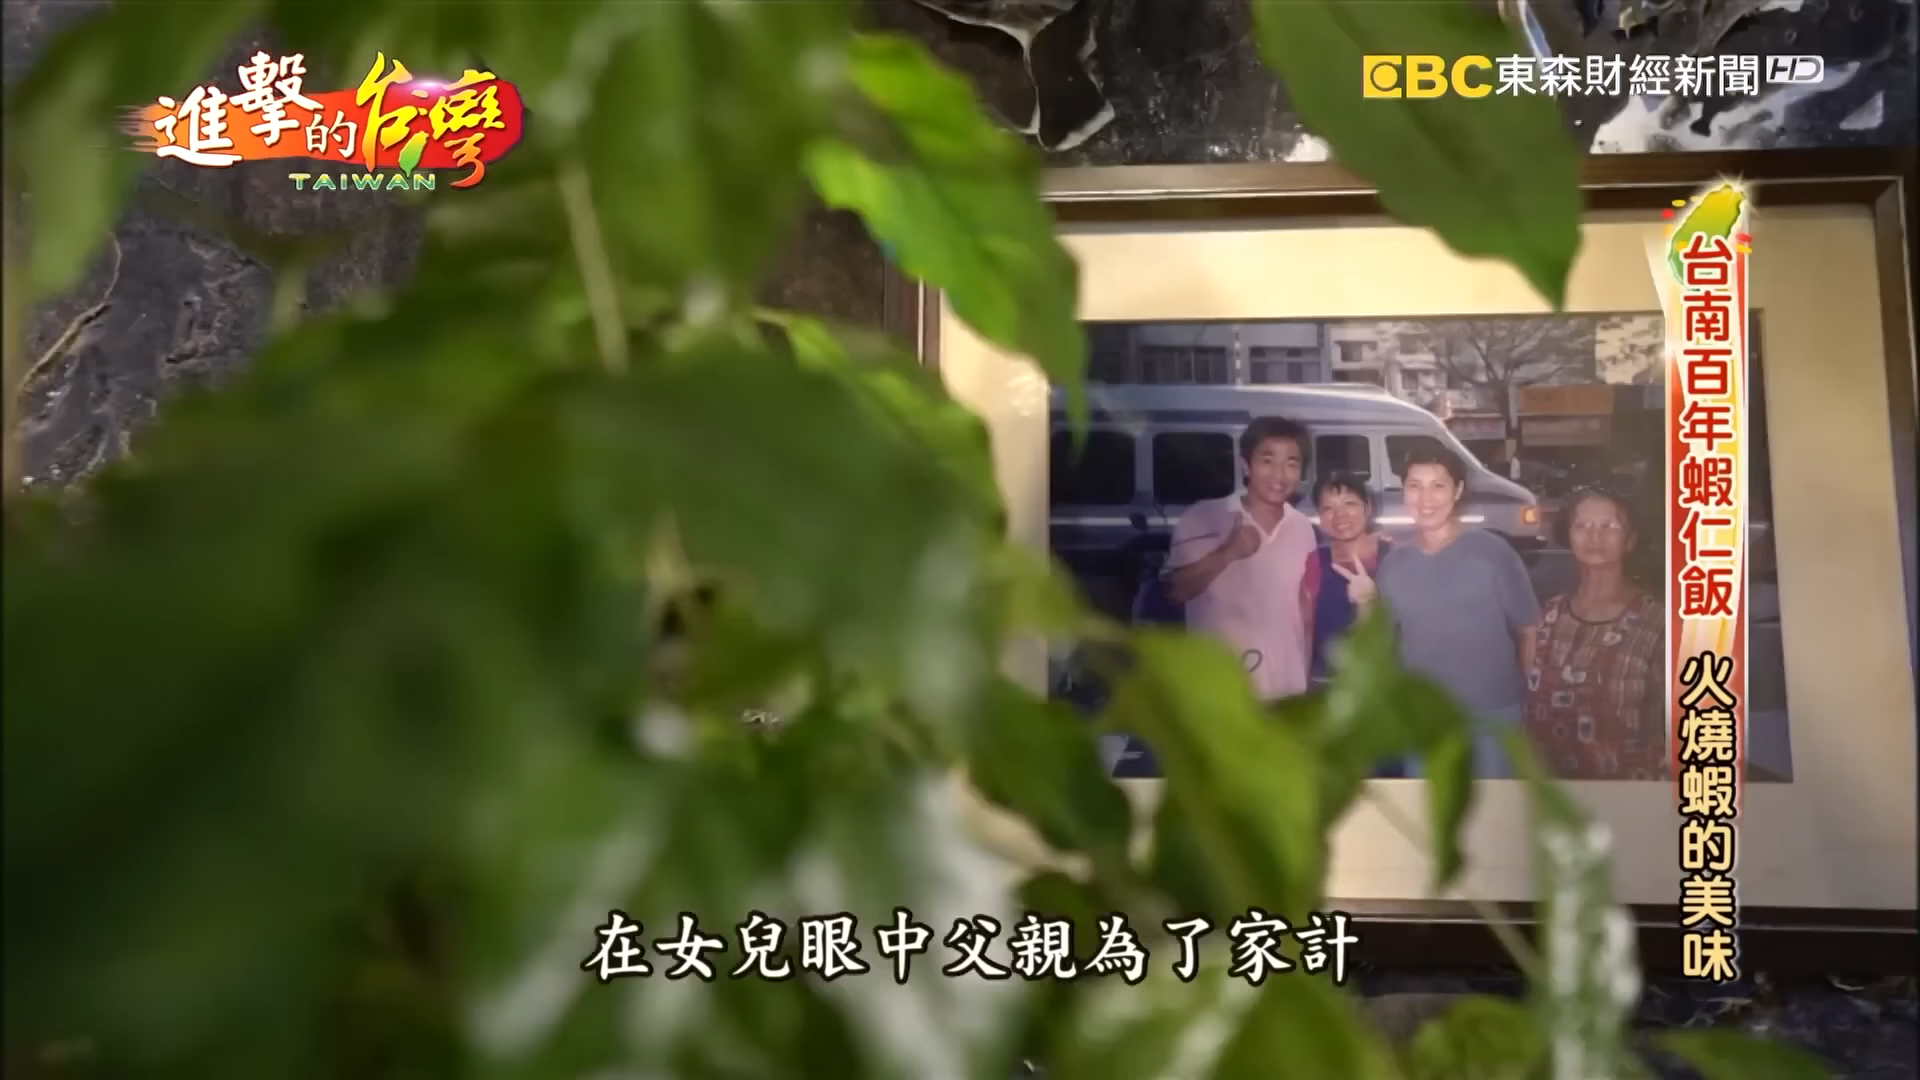 進擊的台灣
TAIWAN
EBC東森財經新聞HD
台南百年蝦仁飯 火燒蝦的美味
在女兒眼中父親為了家計